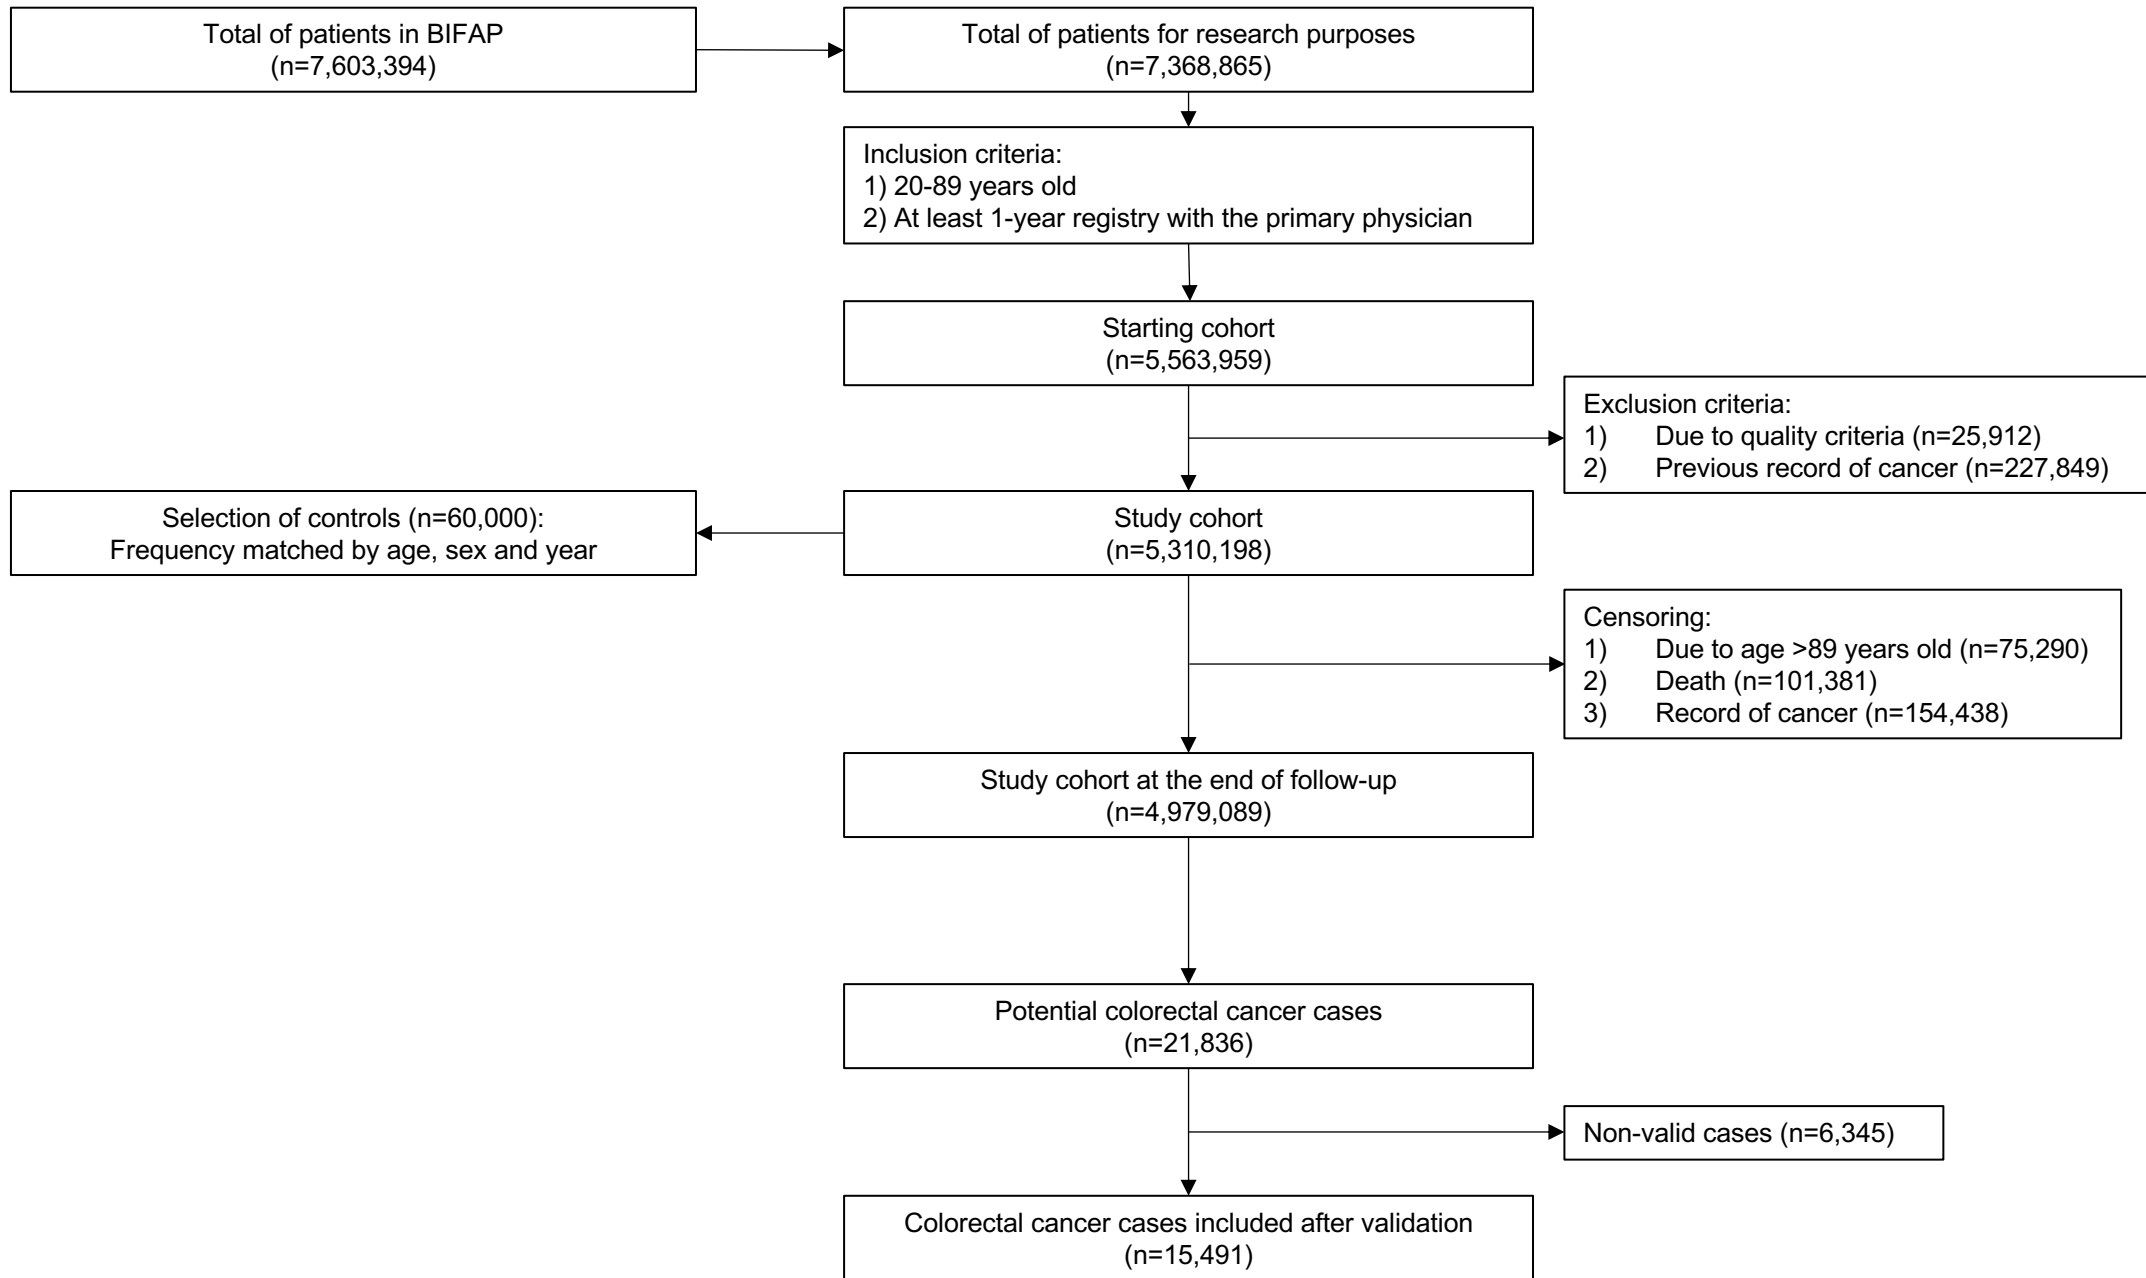 Total of patients in BIFAP
(n=7,603,394)
Total of patients for research purposes
(n=7,368,865)
Inclusion criteria:
1) 20-89 years old
2) At least 1-year registry with the primary physician
Starting cohort
(n=5,563,959)
Exclusion criteria:
1) Due to quality criteria (n=25,912)
2) Previous record of cancer (n=227,849)
Selection of controls (n=60,000):
Frequency matched by age, sex and year
Study cohort
(n=5,310,198)
Censoring:
1) Due to age >89 years old (n=75,290)
2) Death (n=101,381)
3) Record of cancer (n=154,438)
Study cohort at the end of follow-up
(n=4,979,089)
Potential colorectal cancer cases
(n=21,836)
Non-valid cases (n=6,345)
Colorectal cancer cases included after validation
(n=15,491)